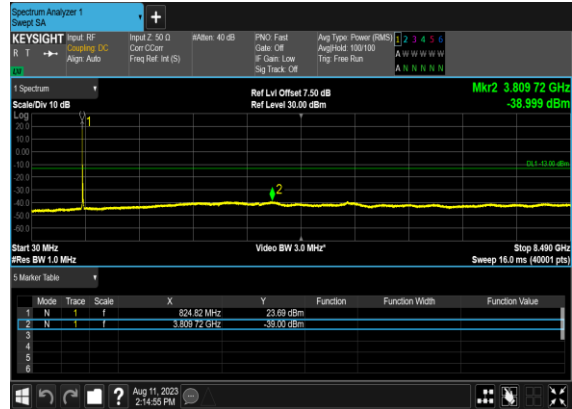 Spectrum Analyzer 1
Swept SA
+
KEYSIGHT Input: RF Input Z: 50 Ω #Atten: 40 dB PNO: Fast Avg Type: Power (RMS) 1 2 3 4 5 6
R T Coupling: DC Corr CCorr Gate: Off Avg|Hold: 100/100 A W W W W W
Align: Auto Freq Ref: Int (S) IF Gain: Low Trig: Free Run
Sig Track: Off A N N N N N
1 Spectrum Ref Lvl Offset 7.50 dB Mkr2 3.809 72 GHz
Scale/Div 10 dB Ref Level 30.00 dBm -38.999 dBm
Log
1
20.0
10.0
0.00
-10.0
DL1 -13.00 dBm
-20.0
-30.0
2
-40.0
-50.0
-60.0
Start 30 MHz Video BW 3.0 MHz* Stop 8.490 GHz
#Res BW 1.0 MHz Sweep 16.0 ms (40001 pts)
5 Marker Table
Mode Trace Scale X Y Function Function Width Function Value
1 N 1 f 824.82 MHz 23.69 dBm
2 N 1 f 3.809 72 GHz -39.00 dBm
3
4
5
6
? Aug 11, 2023
2:14:55 PM